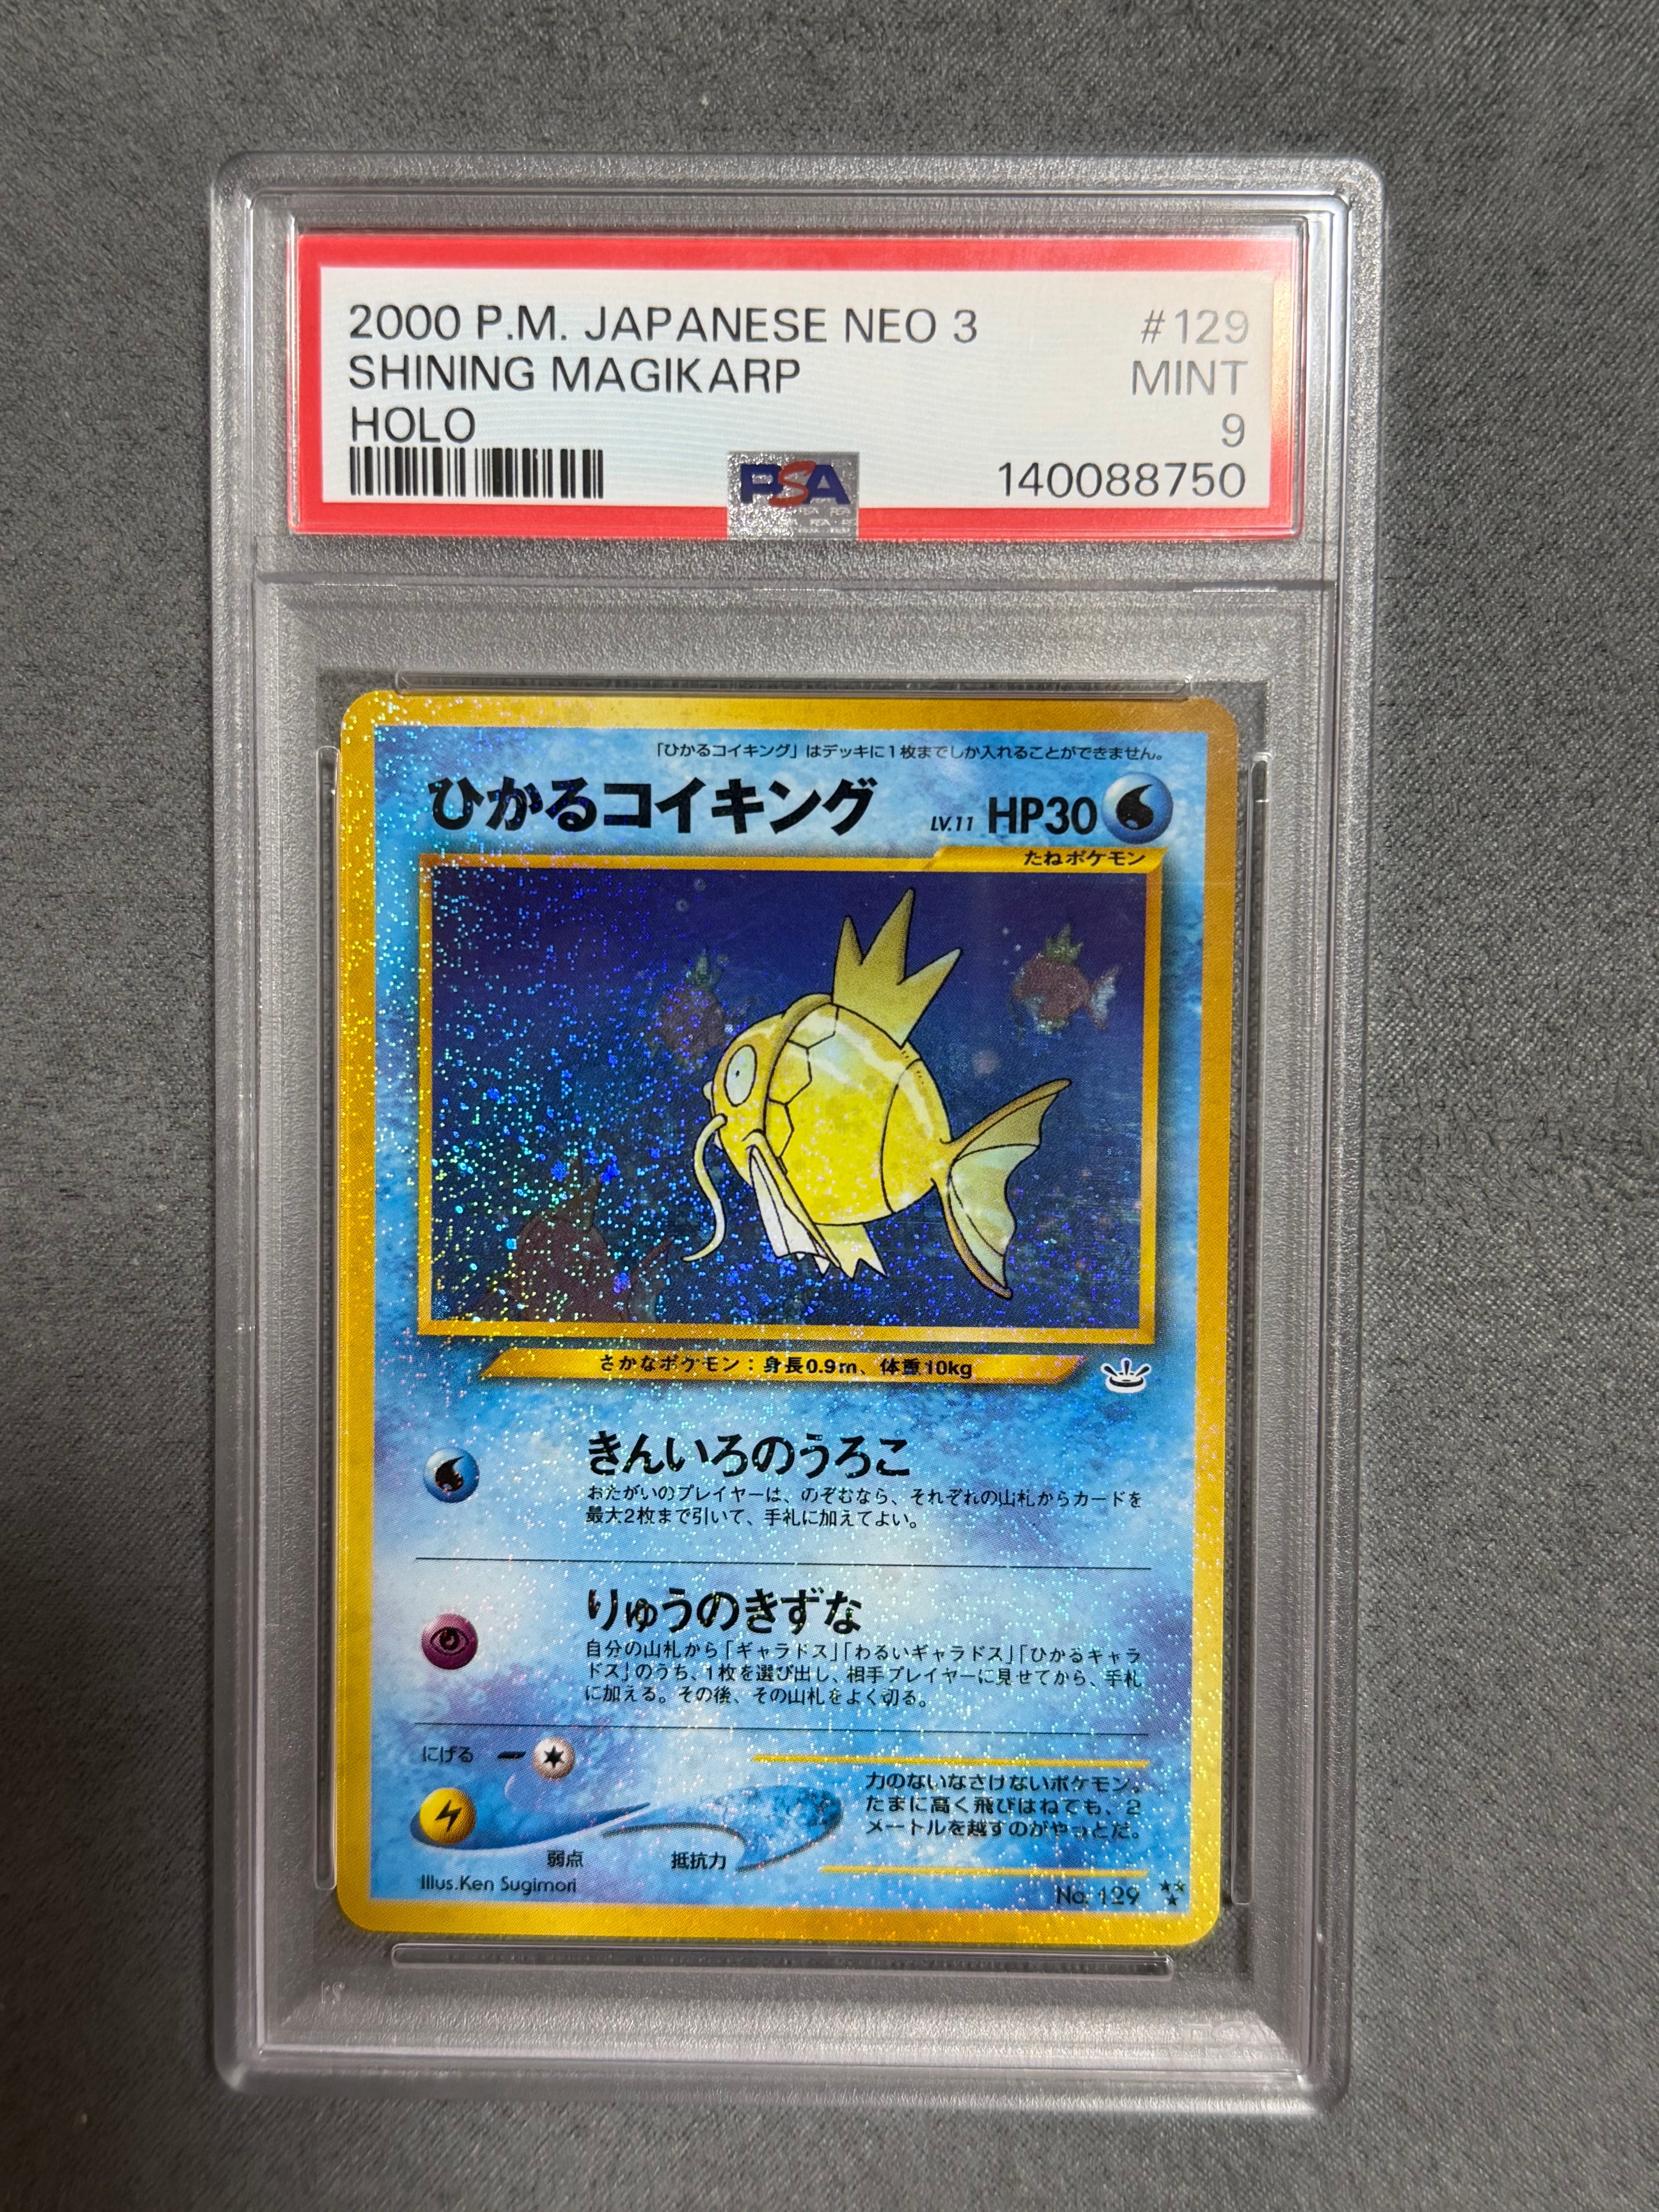 2000 P.M. JAPANESE NEO 3 #129
SHINING MAGIKARP MINT
HOLO 9
PSA 140088750
「ひかるコイキング」はデッキに1枚までしか入れることができません。
ひかるコイキング LV.11 HP30
たねポケモン
さかなポケモン：身長0.9m、体重10kg
きんいろのうろこ
おたがいのプレイヤーは、のぞむなら、それぞれの山札からカードを
最大2枚まで引いて、手札に加えてよい。
りゅうのきずな
自分の山札から「ギャラドス」「わるいギャラドス」「ひかるギャラ
ドス」のうち、1枚を選び出し、相手プレイヤーに見せてから、手札
に加える。その後、その山札をよく切る。
にげる
力のないなさけないポケモン。
たまに高く飛びはねても、2
メートルを越すのがやっとだ。
弱点 抵抗力
Illus.Ken Sugimori
No. 129